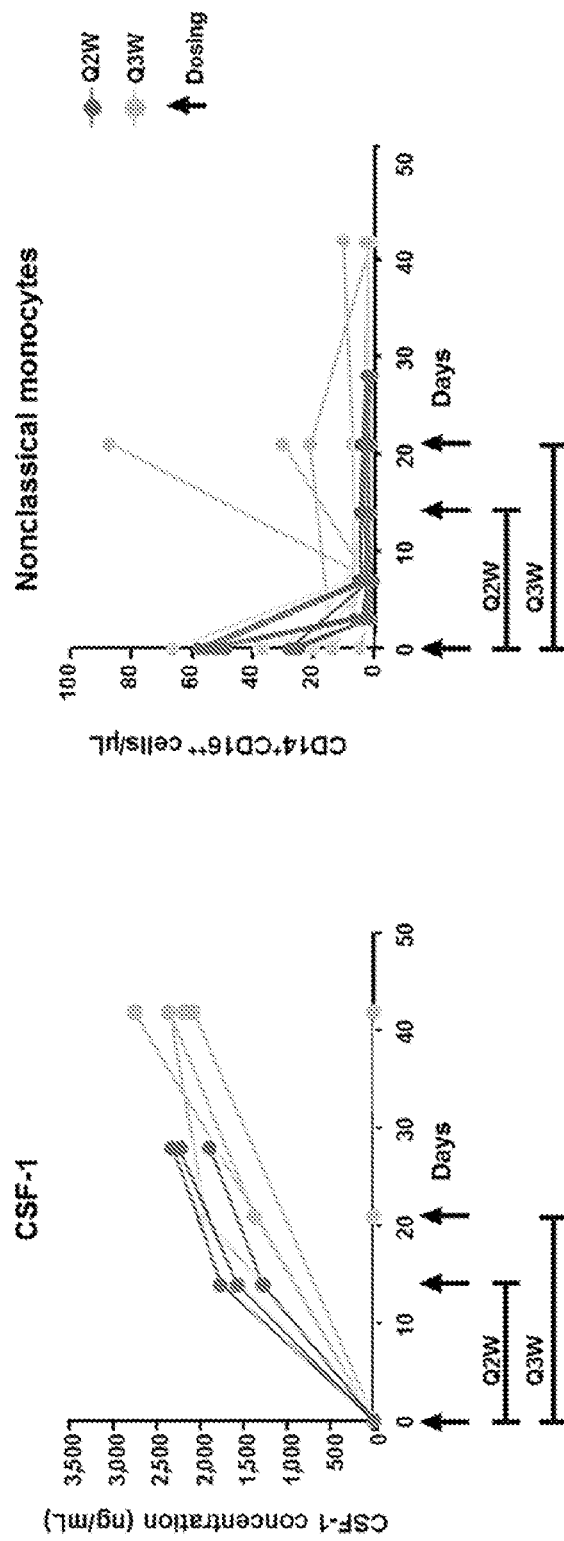 CSF-1
CSF-1 concentration (ng/mL)
3,500
3,000
2,500
2,000
1,500
1,000
500
0
0 10 20 30 40 50
Days
Q2W
Q3W
Nonclassical monocytes
CD14⁺CD16⁺⁺ cells/μL
100
80
60
40
20
0
0 10 20 30 40 50
Days
Q2W
Q3W
Q2W
Q3W
Dosing